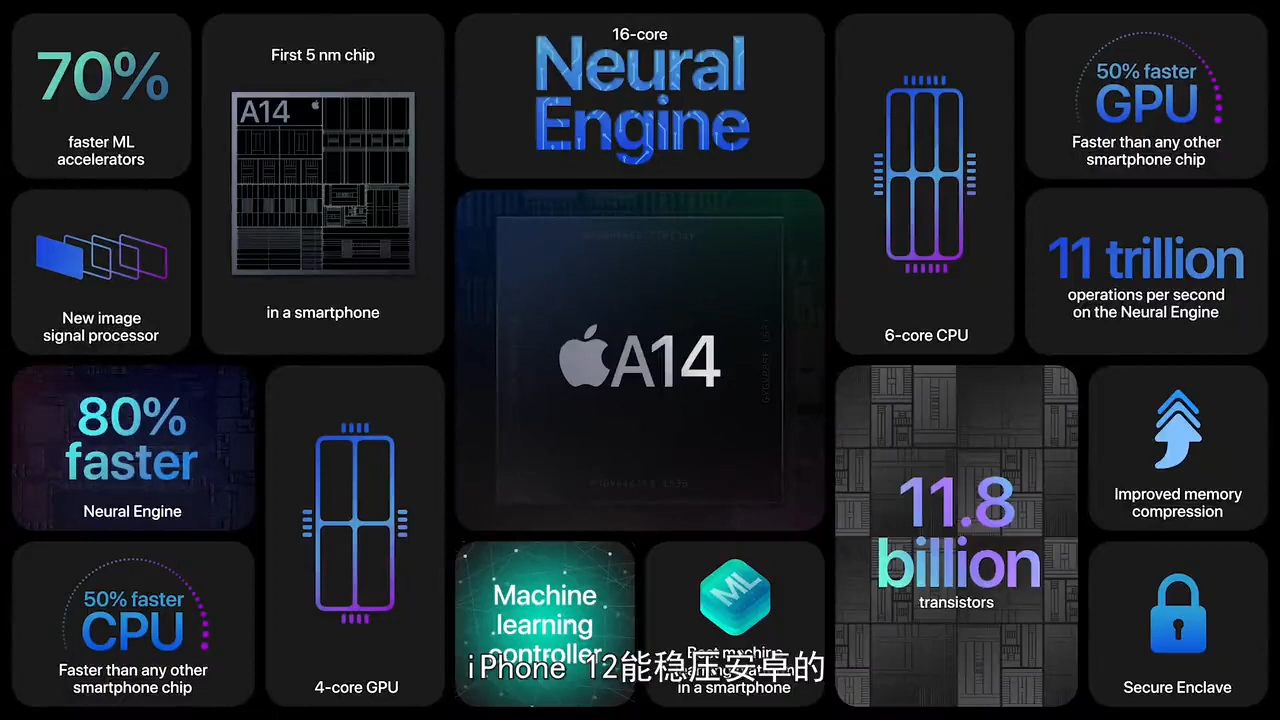 70%
faster ML
accelerators
First 5 nm chip
A14
in a smartphone
16-core
Neural
Engine
6-core CPU
50% faster
GPU
Faster than any other
smartphone chip
New image
signal processor
A14
11 trillion
operations per second
on the Neural Engine
80%
faster
Neural Engine
4-core GPU
11.8
billion
transistors
Improved memory
compression
50% faster
CPU
Faster than any other
smartphone chip
Machine
learning
controller
ML
in a smartphone
Secure Enclave
iPhone 12能稳压安卓的